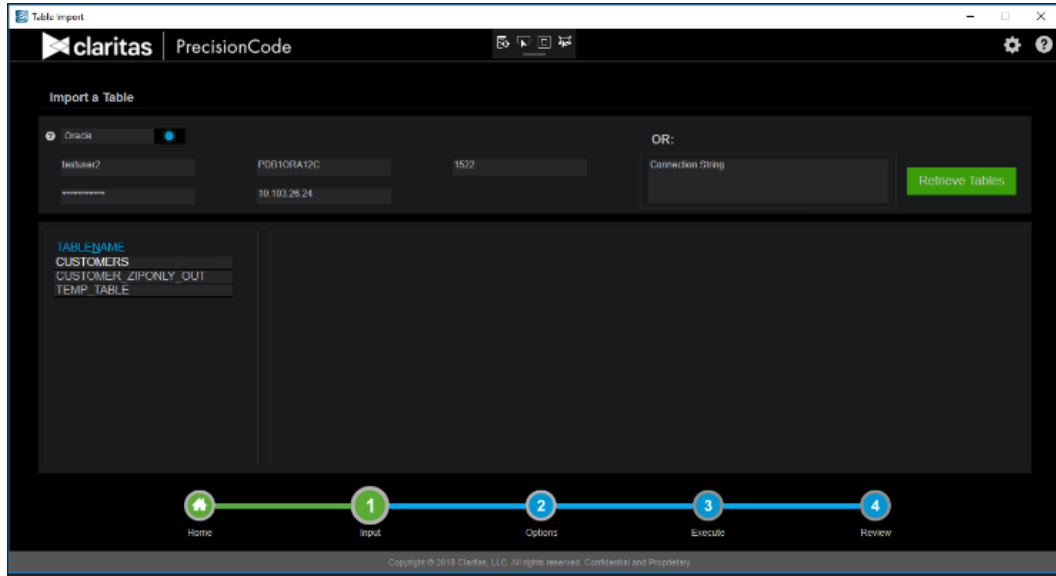 Table Import
claritas PrecisionCode
Import a Table
Oracle
OR:
testuser2 PDB1ORA12C 1522 Connection String
Retrieve Tables
********** 10.103.26.24
TABLENAME
CUSTOMERS
CUSTOMER_ZIPONLY_OUT
TEMP_TABLE
1 2 3 4
Home Input Options Execute Review
Copyright © 2018 Claritas, LLC. All rights reserved. Confidential and Proprietary.